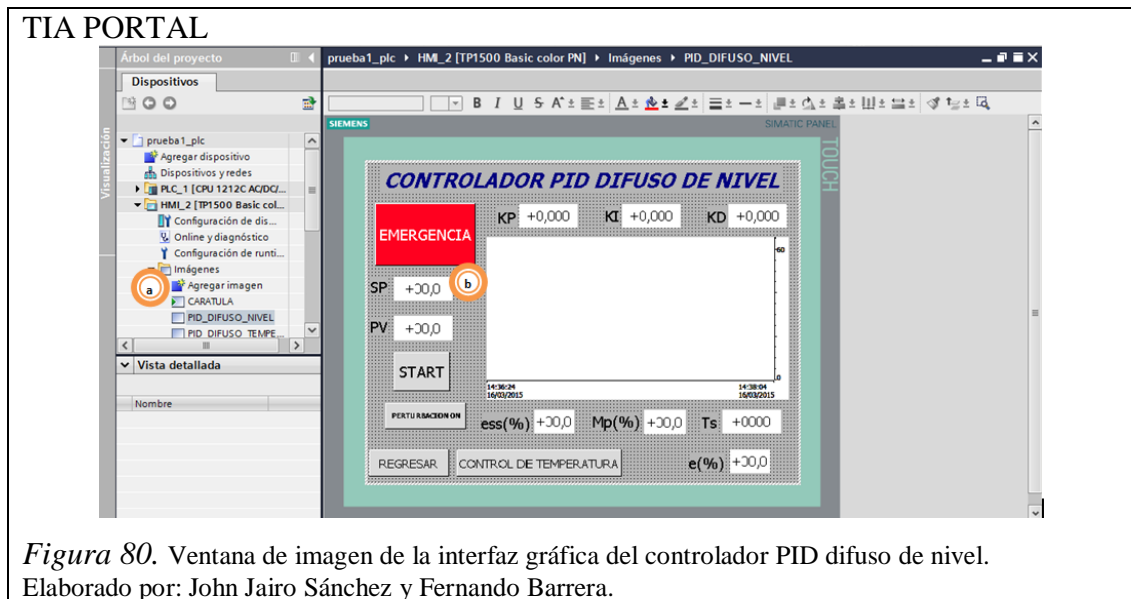 TIA PORTAL
Árbol del proyecto
prueba1_plc ▸ HMI_2 [TP1500 Basic color PN] ▸ Imágenes ▸ PID_DIFUSO_NIVEL
Dispositivos
B I U S A
Visualización
SIEMENS
SIMATIC PANEL
TOUCH
prueba1_plc
Agregar dispositivo
Dispositivos y redes
PLC_1 [CPU 1212C AC/DC/...
HMI_2 [TP1500 Basic col...
Configuración de dis...
Online y diagnóstico
Configuración de runti...
Imágenes
a
Agregar imagen
CARATULA
PID_DIFUSO_NIVEL
PID DIFUSO TEMPE...
Vista detallada
Nombre
CONTROLADOR PID DIFUSO DE NIVEL
EMERGENCIA
KP +0,000 KI +0,000 KD +0,000
60
SP +00,0
b
PV +00,0
START
0
14:36:24 14:38:04
16/03/2015 16/03/2015
PERTURBACION ON
ess(%) +00,0 Mp(%) +00,0 Ts +0000
REGRESAR CONTROL DE TEMPERATURA e(%) +00,0
Figura 80. Ventana de imagen de la interfaz gráfica del controlador PID difuso de nivel.
Elaborado por: John Jairo Sánchez y Fernando Barrera.